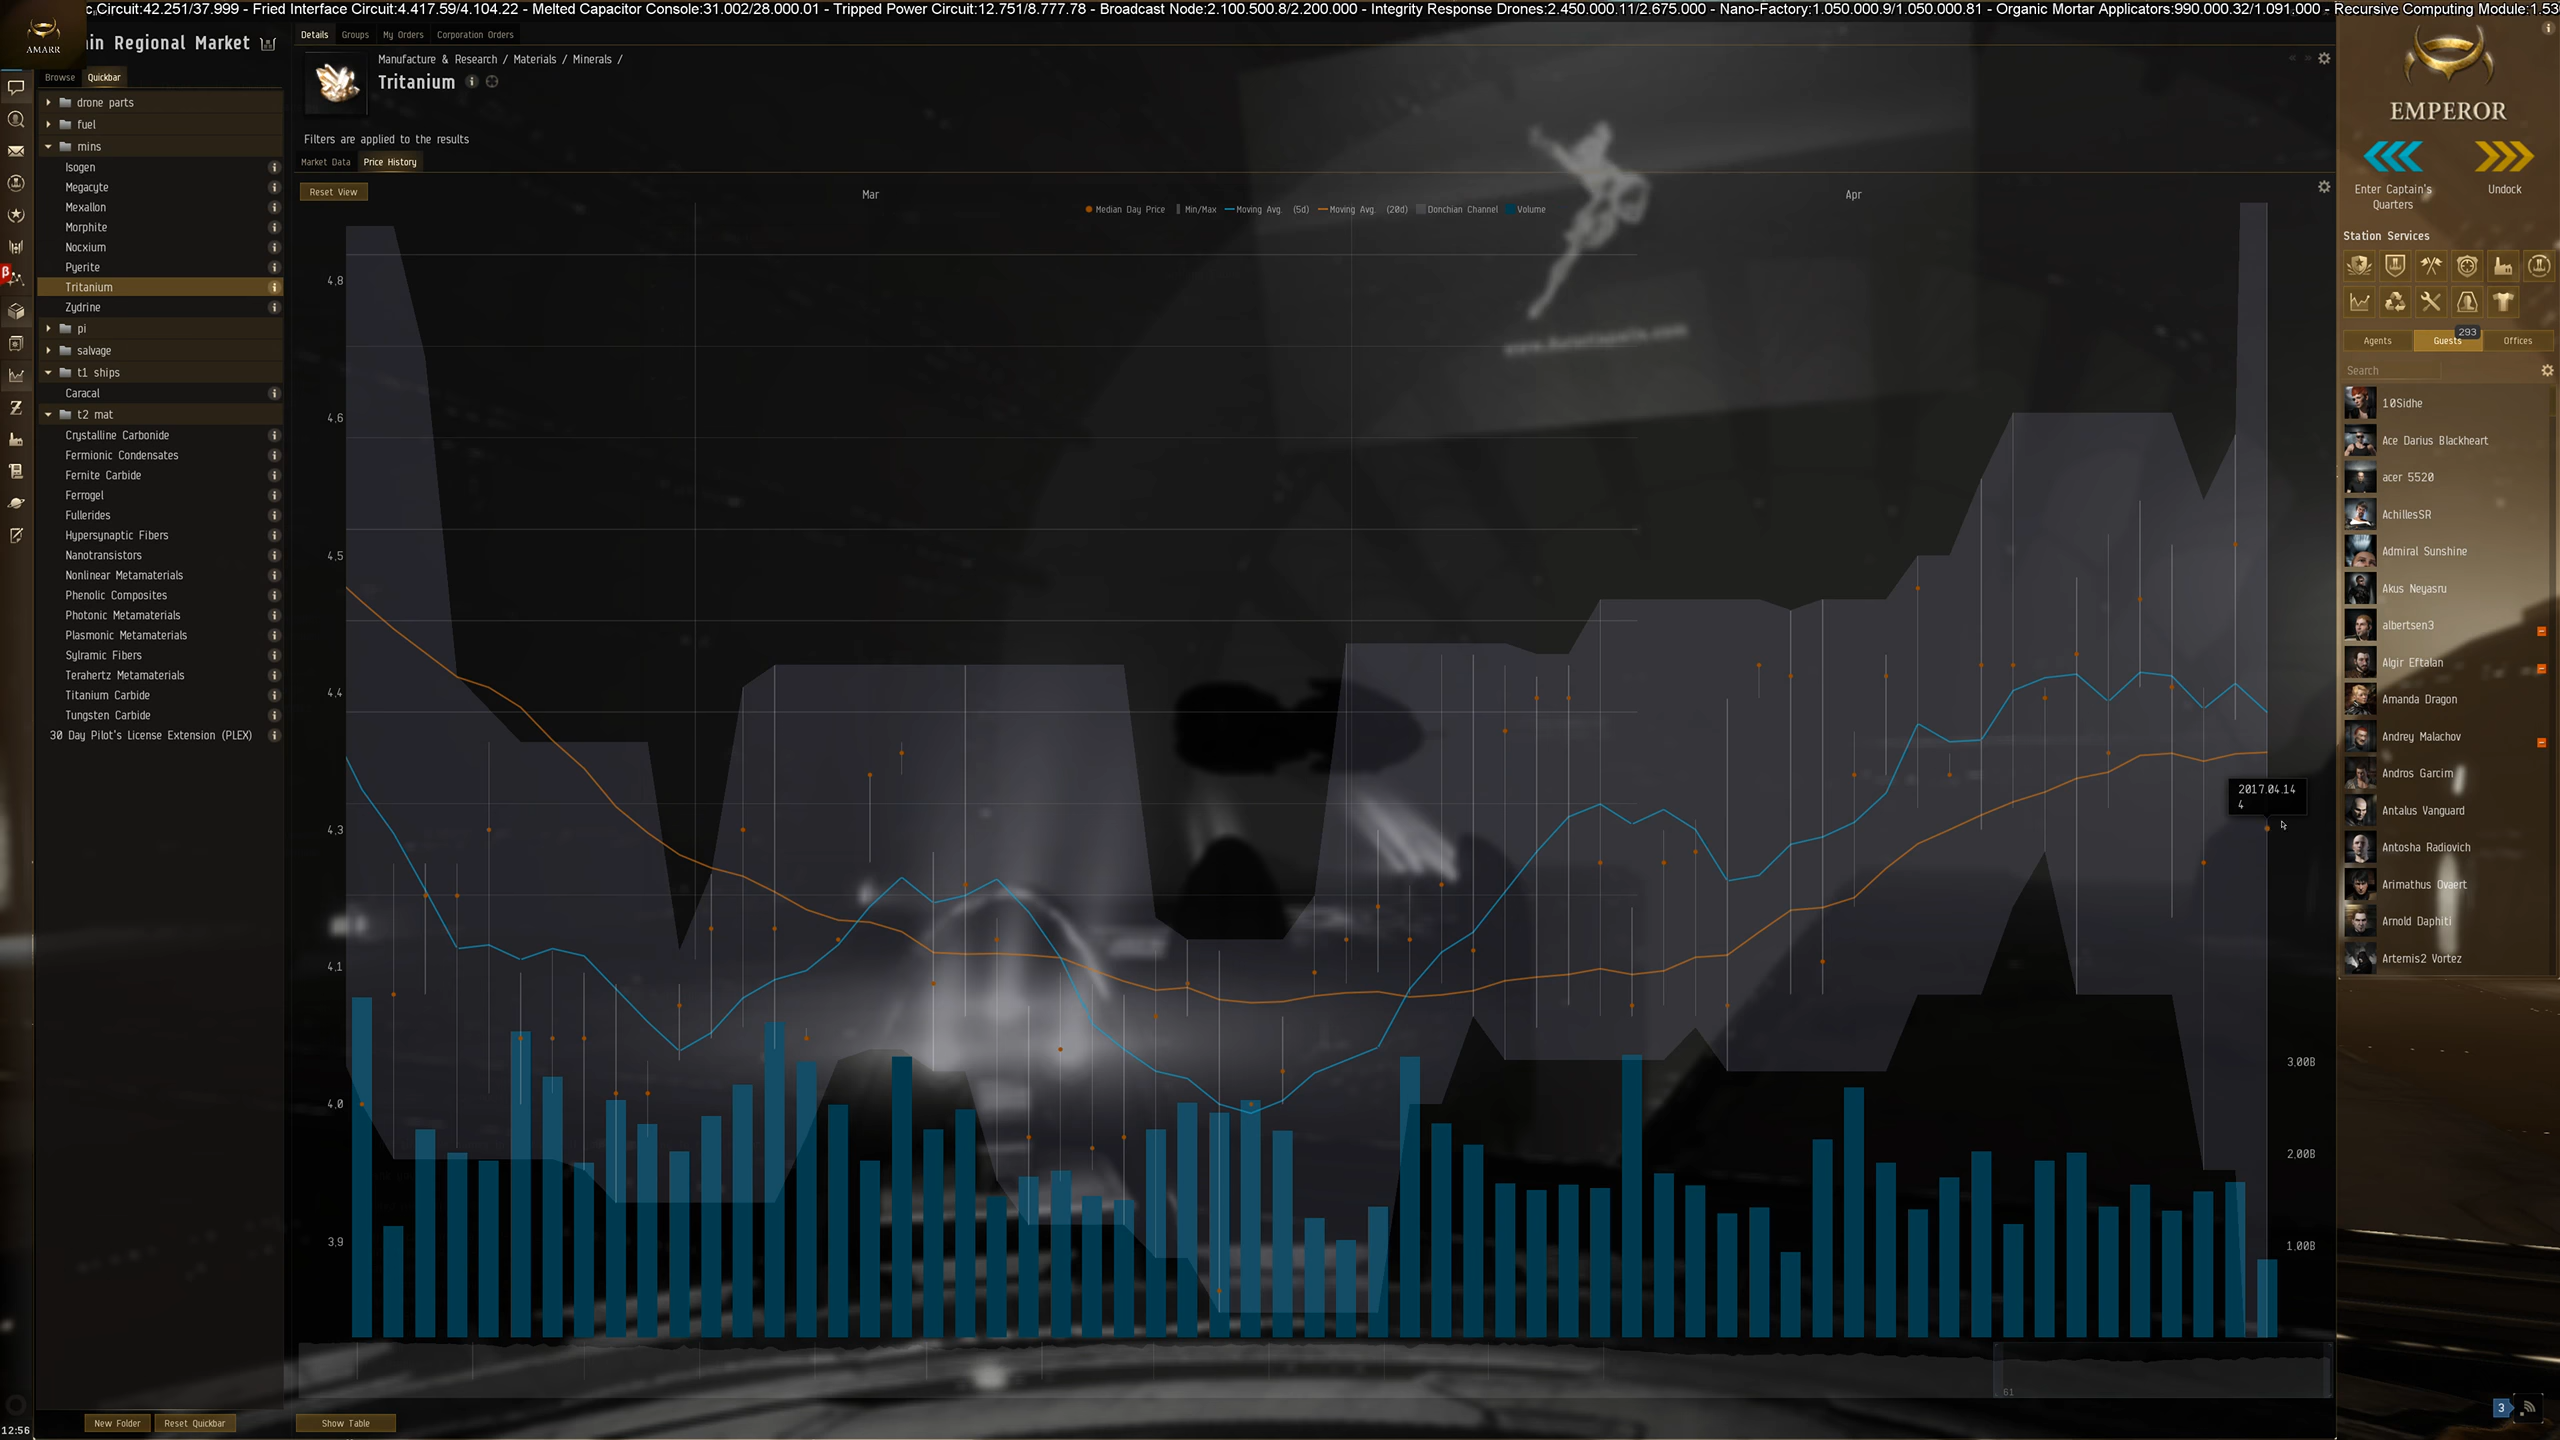 Circuit:42.251/37.999 - Fried Interface Circuit:4.417.59/4.104.22 - Melted Capacitor Console:31.002/28.000.01 - Tripped Power Circuit:12.751/8.777.78 - Broadcast Node:2.100.500.8/2.200.000 - Integrity Response Drones:2.450.000.11/2.675.000 - Nano-Factory:1.050.000.9/1.050.000.81 - Organic Mortar Applicators:990.000.32/1.091.000 - Recursive Computing Module:1.53
AMARR
in Regional Market
Browse Quickbar
drone parts
fuel
mins
Isogen
Megacyte
Mexallon
Morphite
Nocxium
Pyerite
Tritanium
Zydrine
pi
salvage
t1 ships
Caracal
t2 mat
Crystalline Carbonide
Fermionic Condensates
Fernite Carbide
Ferrogel
Fullerides
Hypersynaptic Fibers
Nanotransistors
Nonlinear Metamaterials
Phenolic Composites
Photonic Metamaterials
Plasmonic Metamaterials
Sylramic Fibers
Terahertz Metamaterials
Titanium Carbide
Tungsten Carbide
30 Day Pilot's License Extension (PLEX)
New Folder Reset Quickbar
12:56
β
Details Groups My Orders Corporation Orders
Manufacture & Research / Materials / Minerals /
Tritanium
Filters are applied to the results
Market Data Price History
Reset View
Mar Apr
Median Day Price Min/Max Moving Avg. (5d) Moving Avg. (20d) Donchian Channel Volume
4,8
4,6
4,5
4,4
4,3
4,1
4,0
3,9
3,00B
2,00B
1,00B
2017.04.14
4
61
Show Table
EMPEROR
Enter Captain's Quarters
Undock
Station Services
293
Agents Guests Offices
Search
10Sidhe
Ace Darius Blackheart
acer 5520
AchillesSR
Admiral Sunshine
Akus Neyasru
albertsen3
Algir Eftalan
Amanda Dragon
Andrey Malachov
Andros Garcim
Antalus Vanguard
Antosha Radiovich
Arimathus Ovaert
Arnold Daphiti
Artemis2 Vortez
3